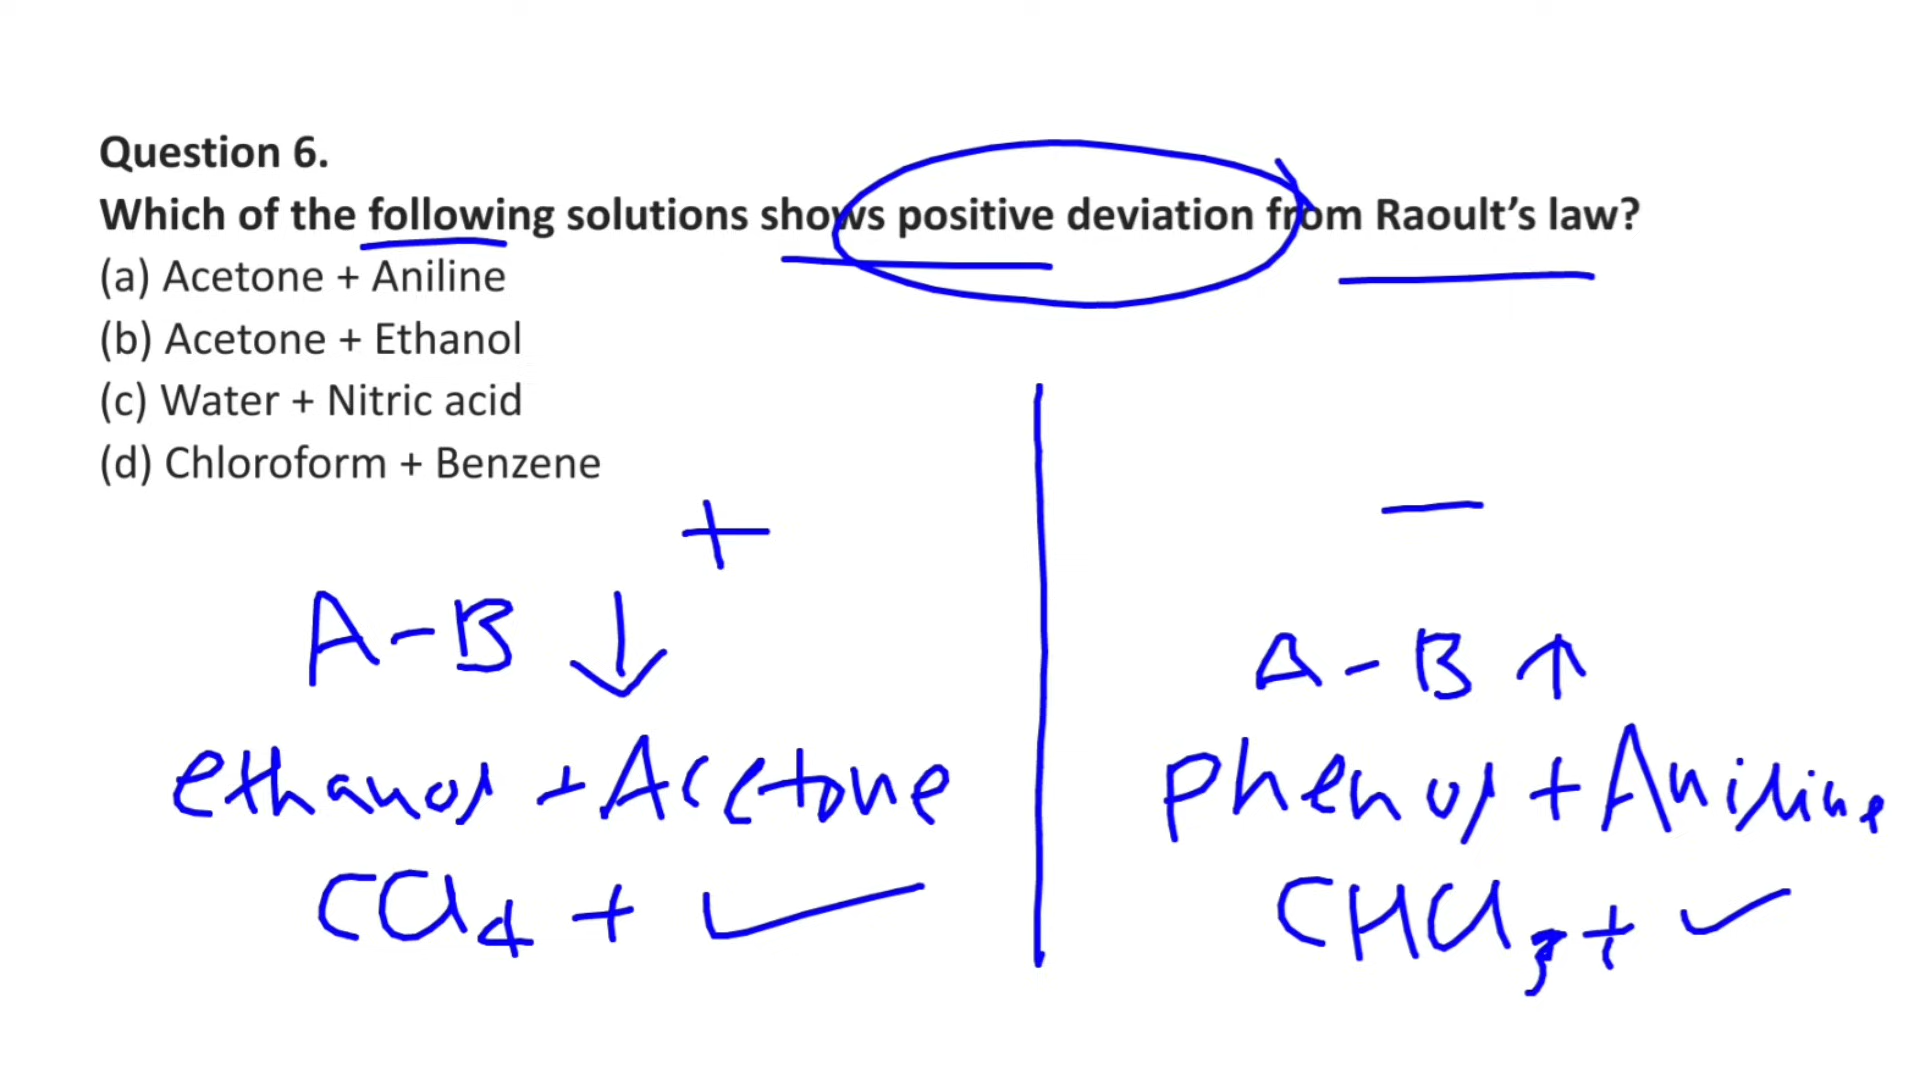 Question 6.
Which of the following solutions shows positive deviation from Raoult’s law?
(a) Acetone + Aniline
(b) Acetone + Ethanol
(c) Water + Nitric acid
(d) Chloroform + Benzene
+
A-B ↓
ethanol + Acetone
CCl4 + ✓
-
A-B ↑
phenol + Aniline
CHCl3 + ✓